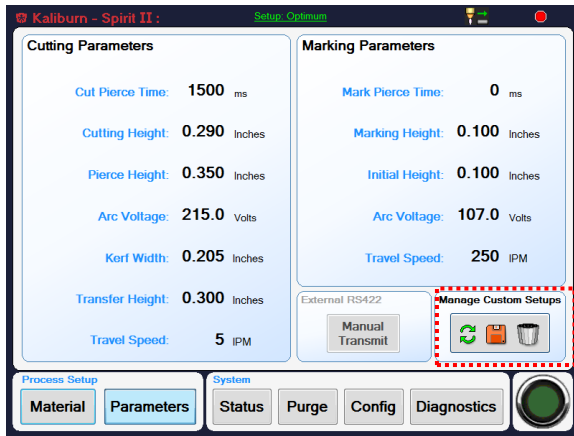 Kaliburn - Spirit II :
Setup: Optimum
Cutting Parameters
Cut Pierce Time: 1500 ms
Cutting Height: 0.290 Inches
Pierce Height: 0.350 Inches
Arc Voltage: 215.0 Volts
Kerf Width: 0.205 Inches
Transfer Height: 0.300 Inches
Travel Speed: 5 IPM
Marking Parameters
Mark Pierce Time: 0 ms
Marking Height: 0.100 Inches
Initial Height: 0.100 Inches
Arc Voltage: 107.0 Volts
Travel Speed: 250 IPM
External RS422
Manual
Transmit
Manage Custom Setups
Process Setup
Material Parameters
System
Status Purge Config Diagnostics